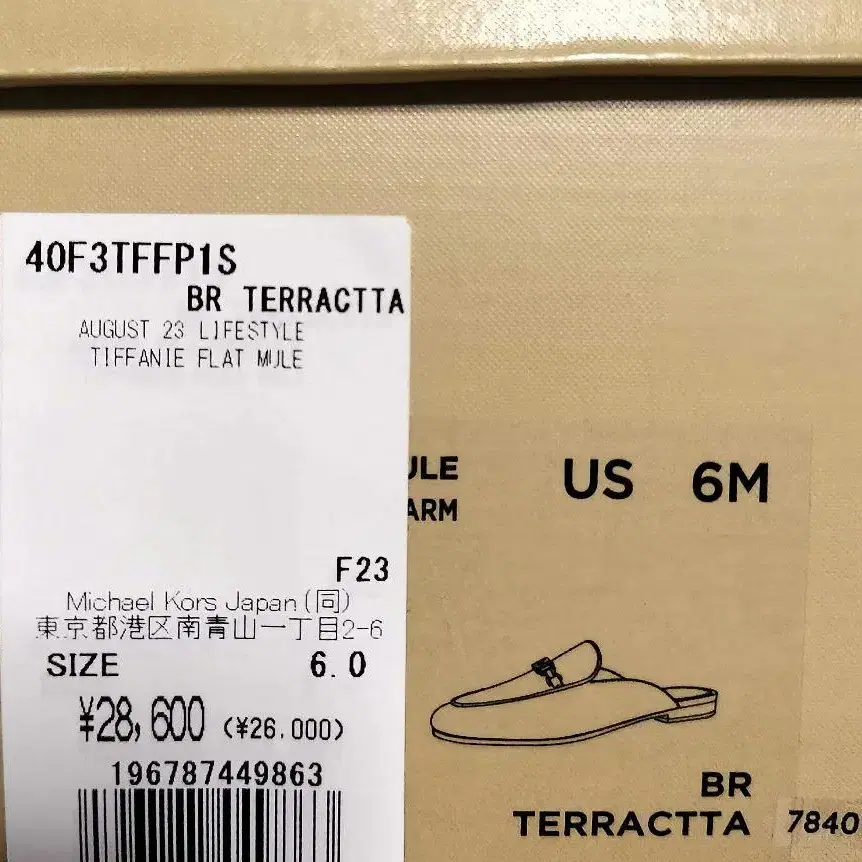 40F3TFFP1S
BR TERRACTTA
AUGUST 23 LIFESTYLE
TIFFANIE FLAT MULE
F23
Michael Kors Japan(同)
東京都港区南青山一丁目2-6
SIZE 6.0
¥28,600 (¥26.000)
196787449863
ULE
ARM
US 6M
BR
TERRACTTA
7840